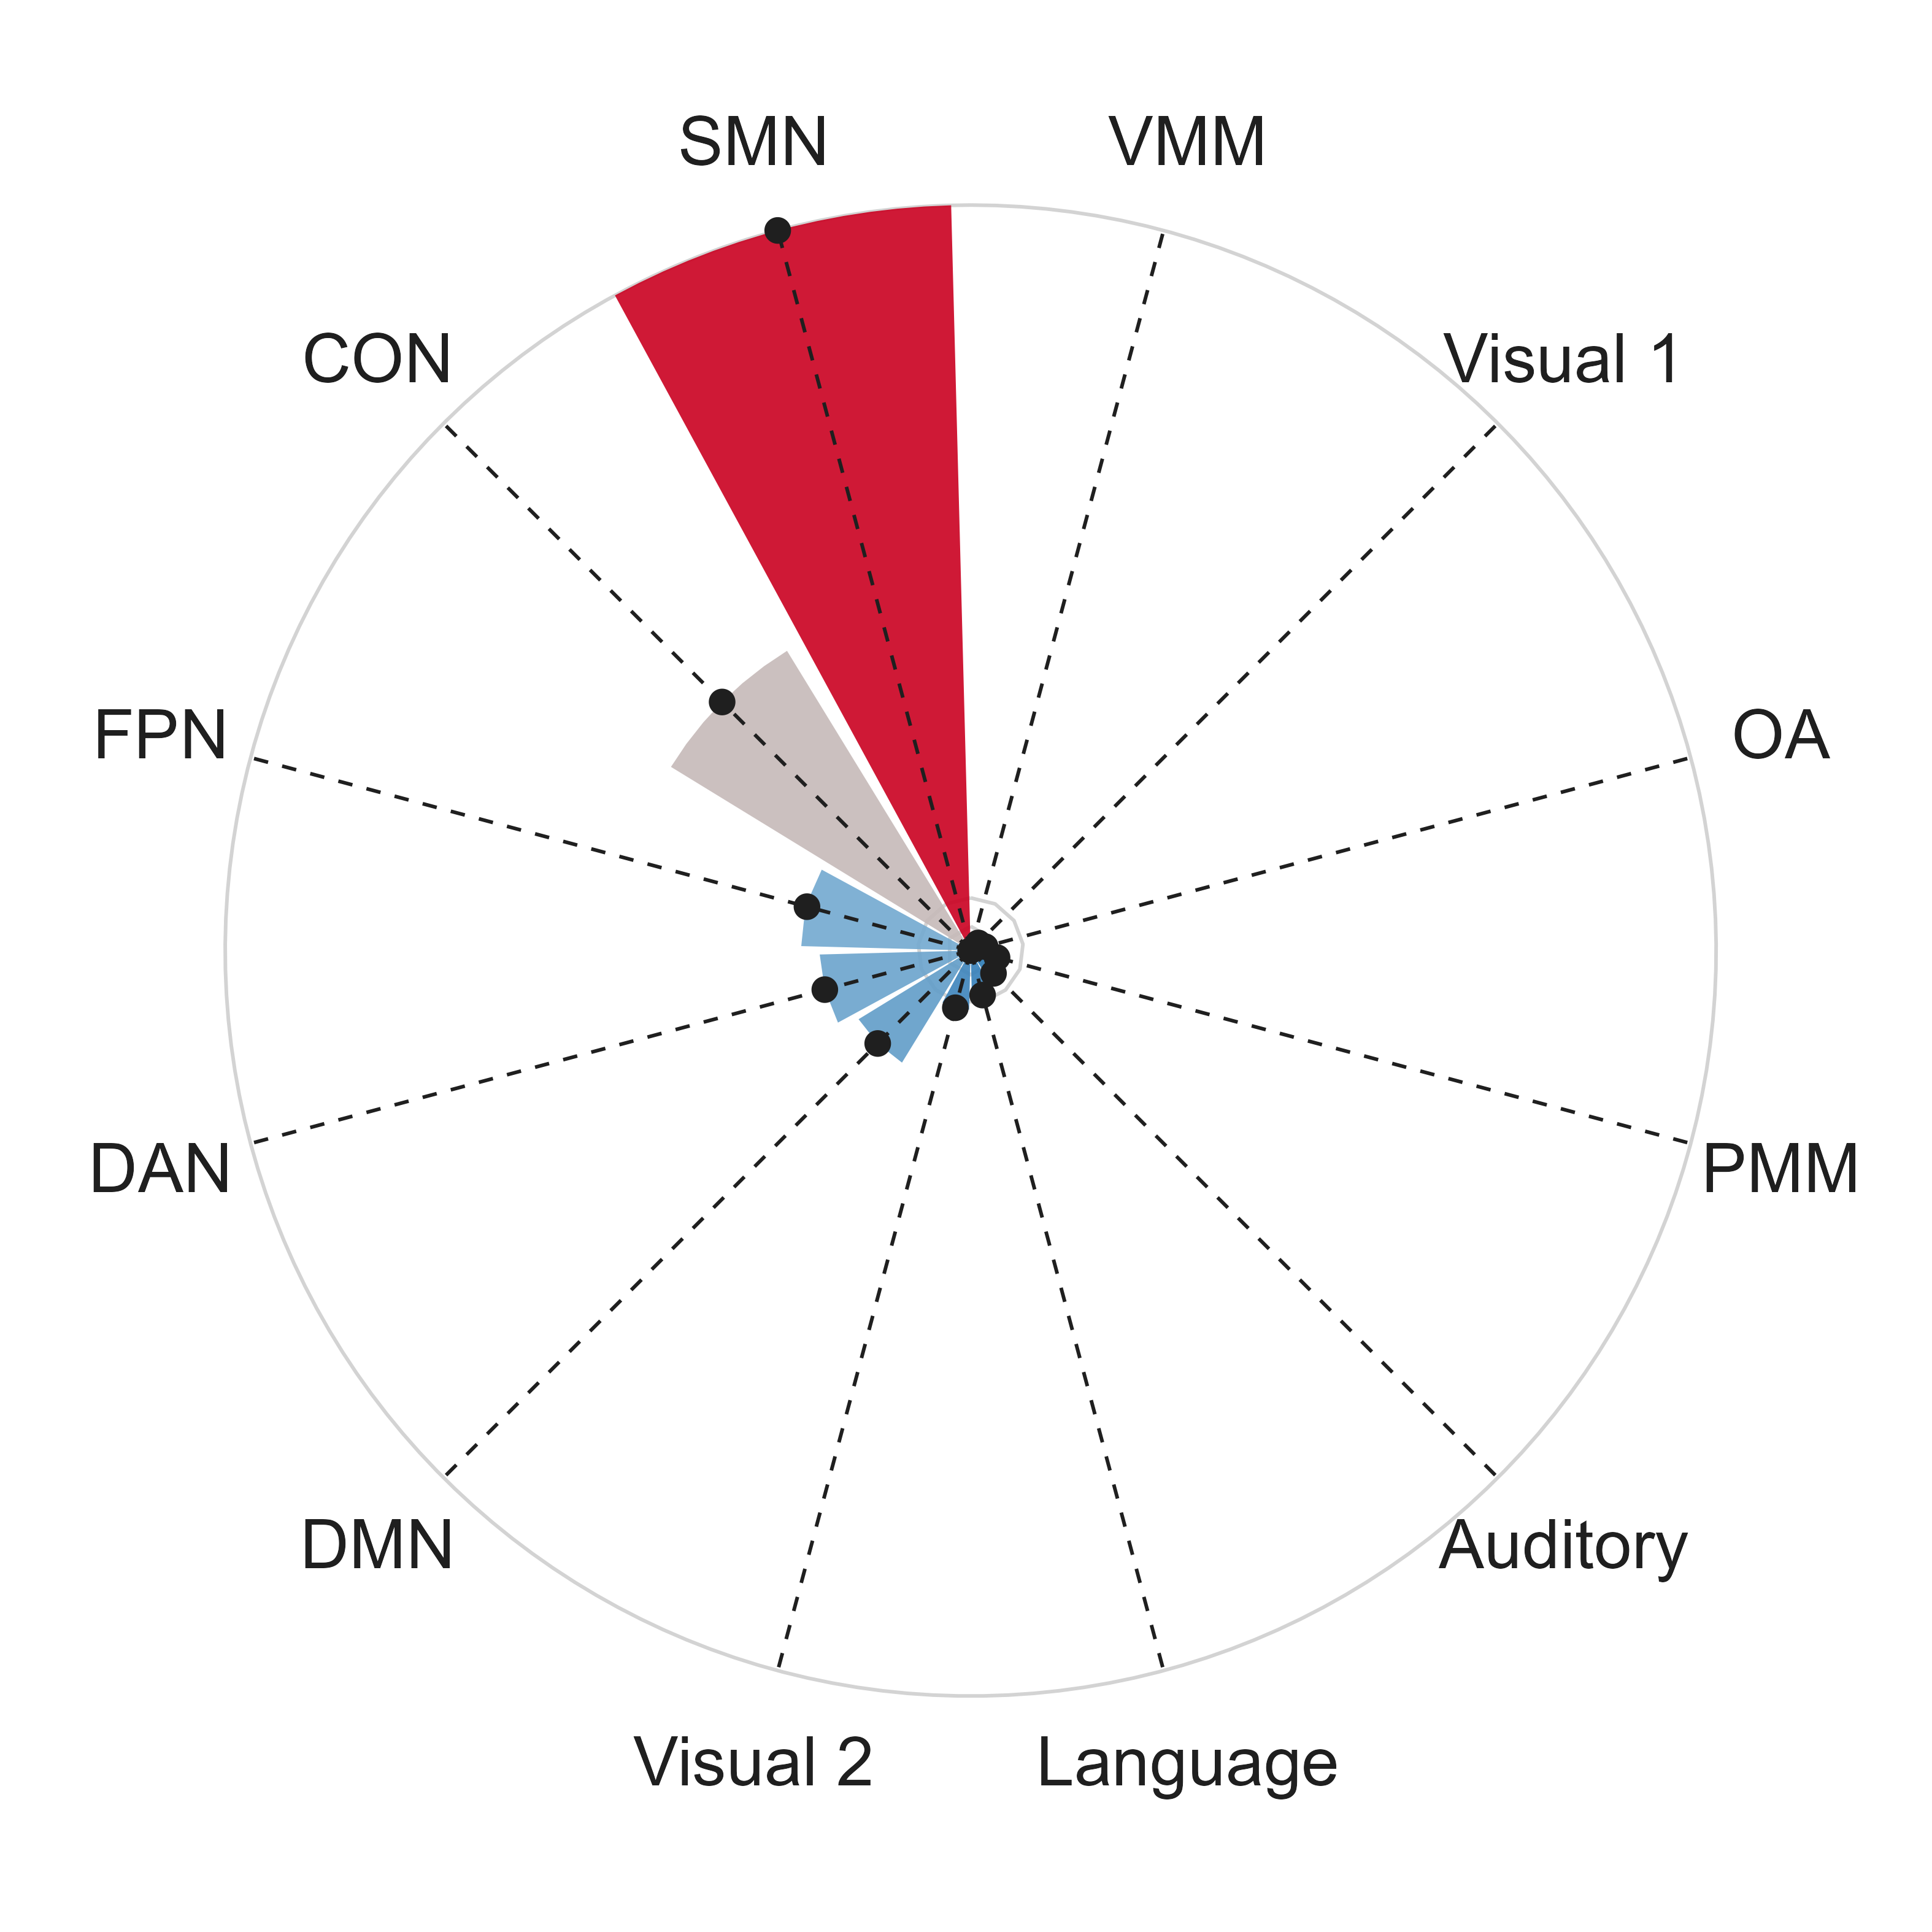 SMN
VMM
CON
Visual 1
FPN
OA
DAN
PMM
DMN
Auditory
Visual 2
Language